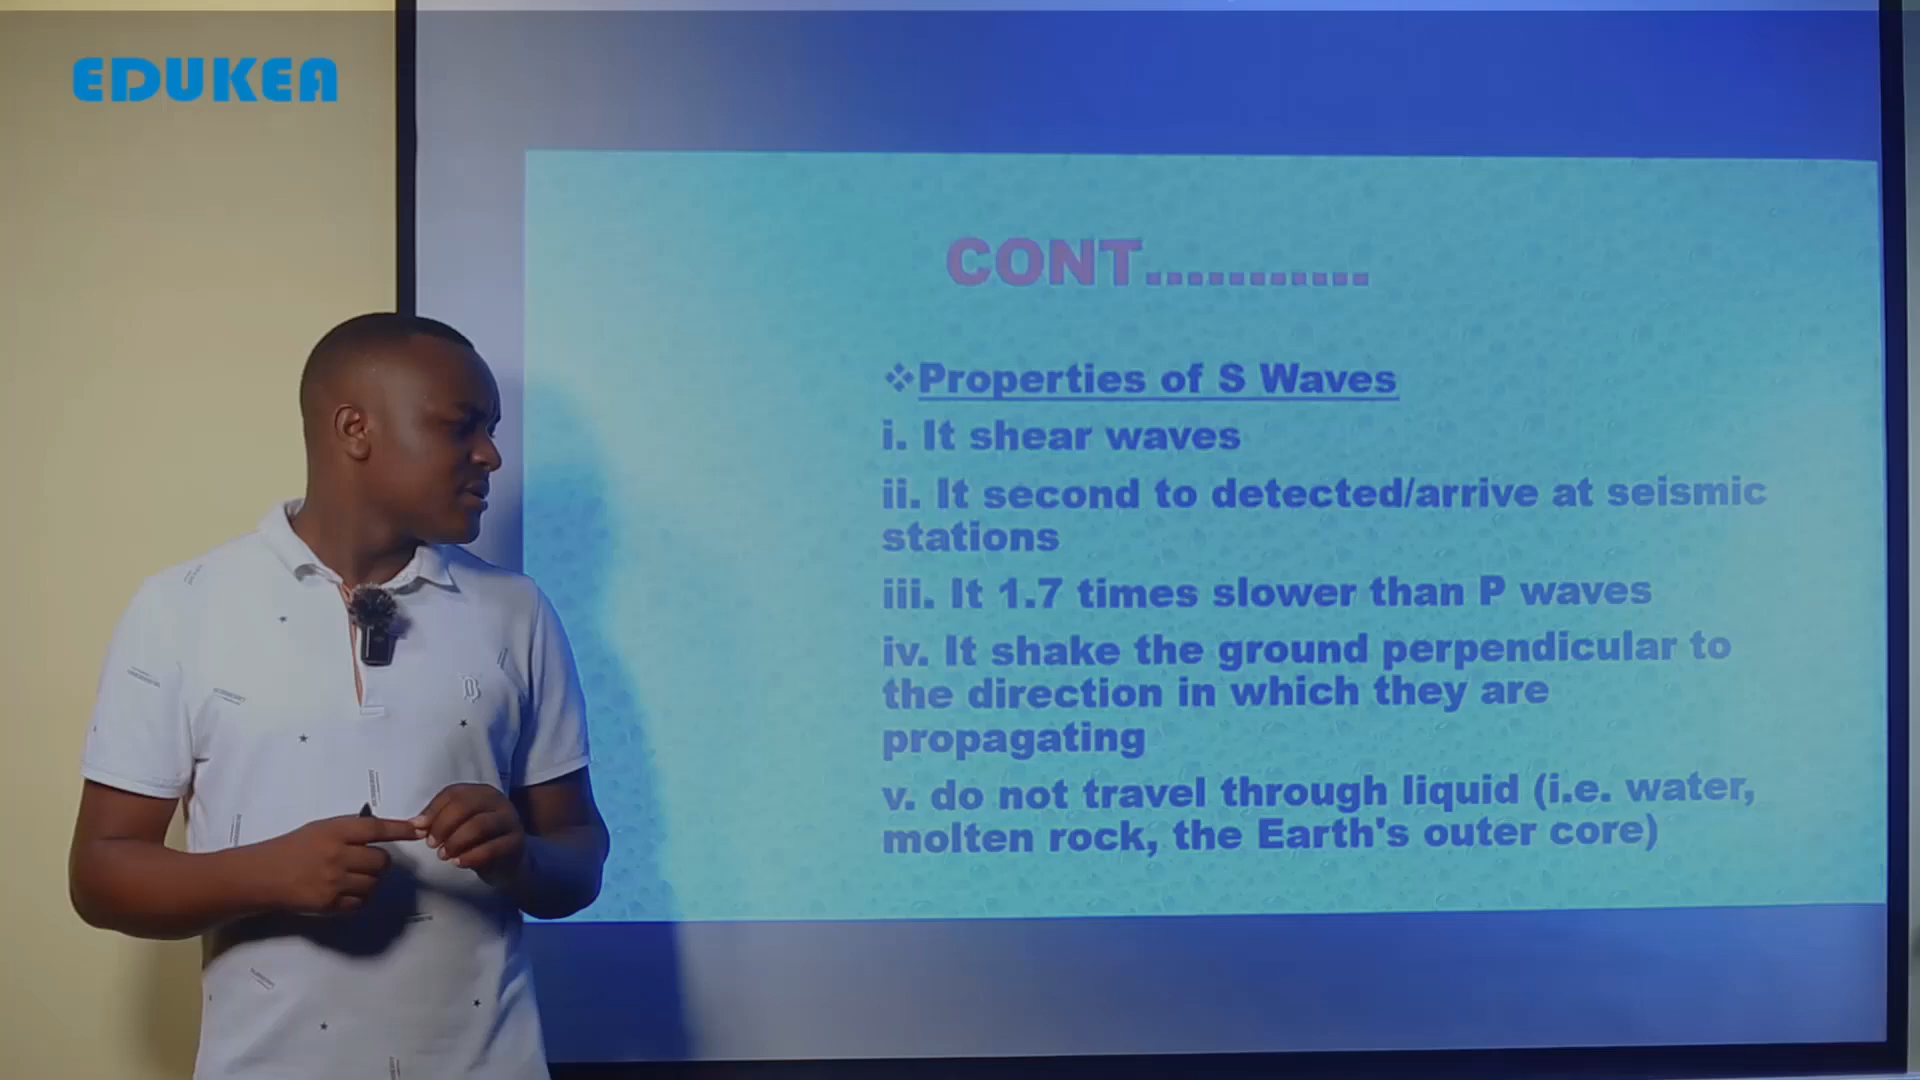 EDUKEA
CONT...........
❖Properties of S Waves
i. It shear waves
ii. It second to detected/arrive at seismic
stations
iii. It 1.7 times slower than P waves
iv. It shake the ground perpendicular to
the direction in which they are
propagating
v. do not travel through liquid (i.e. water,
molten rock, the Earth's outer core)